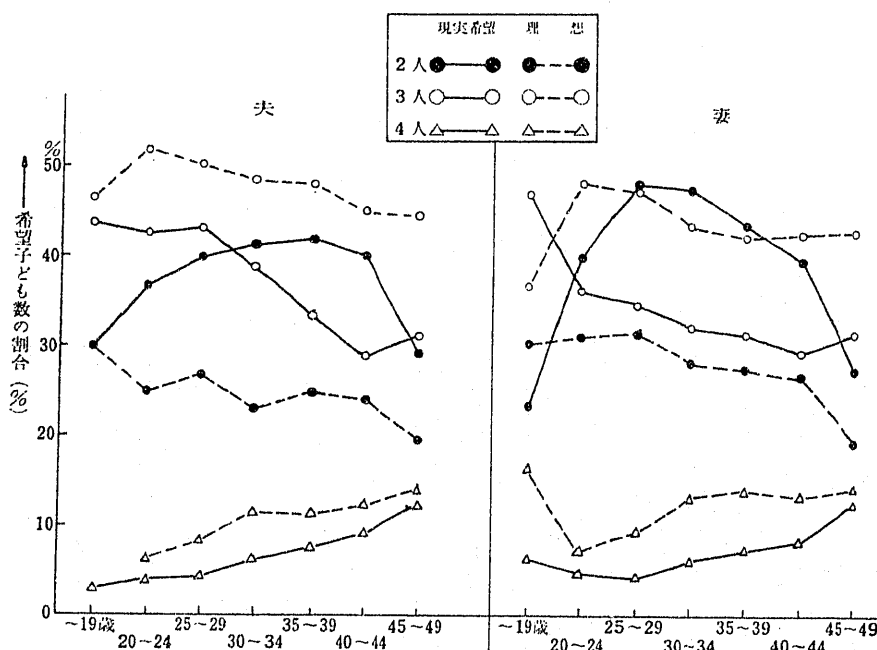 現実希望 理想
2人
3人
4人
夫
妻
%
50
40
30
20
10
0
希望子ども数の割合(%)
~19歳 25~29 35~39 45~49 ~19歳 25~29 35~39 45~49
20~24 30~34 40~44 20~24 30~34 40~44